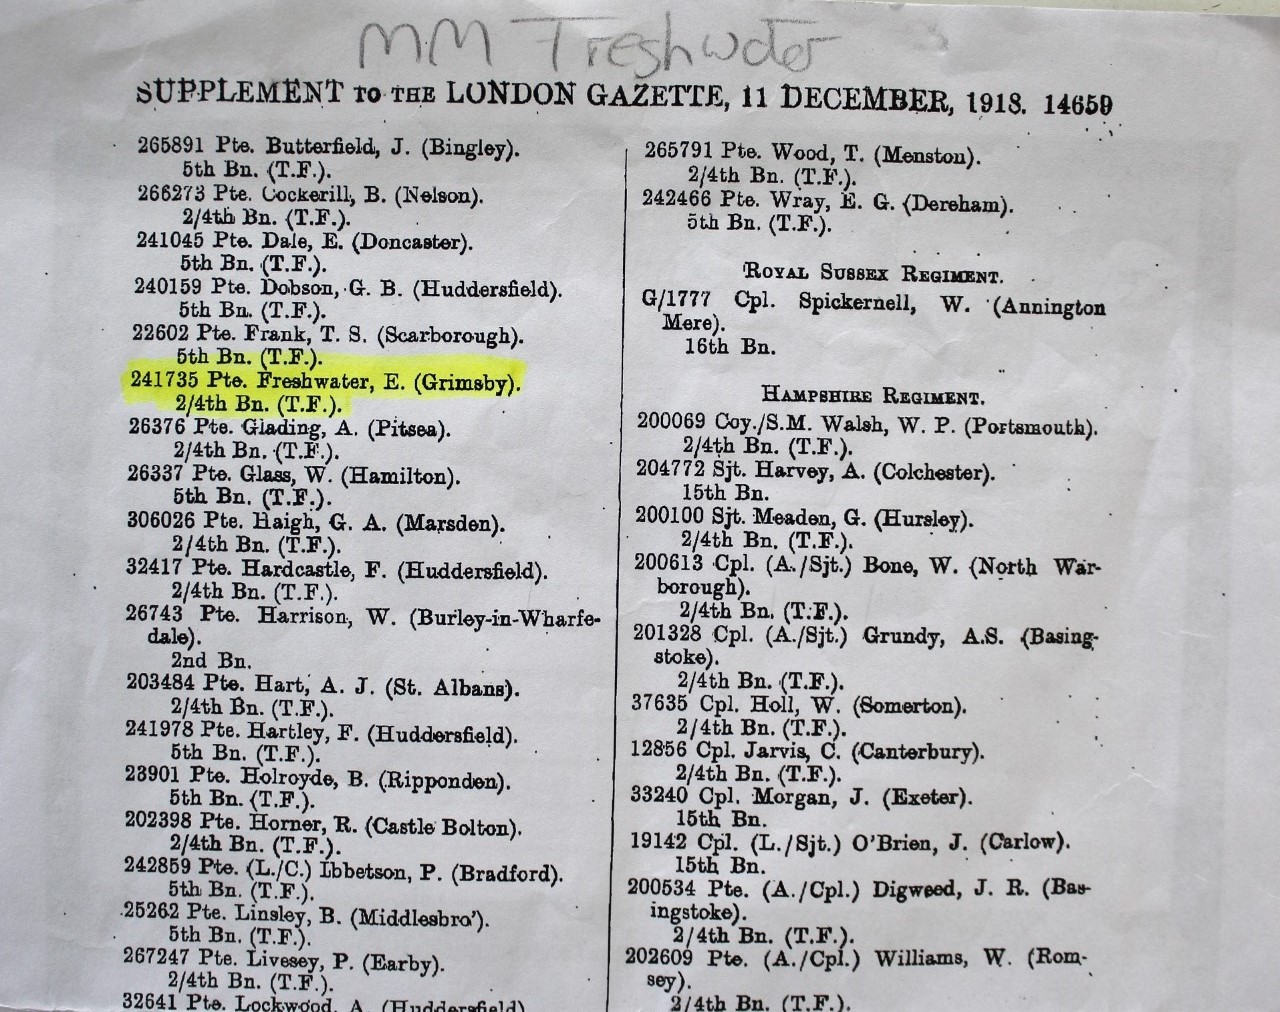 MM Freshwater
SUPPLEMENT TO THE LONDON GAZETTE, 11 DECEMBER, 1918. 14659
265891 Pte. Butterfield, J. (Bingley).
5th Bn. (T.F.).
266273 Pte. Cockerill, B. (Nelson).
2/4th Bn. (T.F.).
241045 Pte. Dale, E. (Doncaster).
5th Bn. (T.F.).
240159 Pte. Dobson, G. B. (Huddersfield).
5th Bn. (T.F.).
22602 Pte. Frank, T. S. (Scarborough).
5th Bn. (T.F.).
241735 Pte. Freshwater, E. (Grimsby).
2/4th Bn. (T.F.).
26376 Pte. Glading, A. (Pitsea).
2/4th Bn. (T.F.).
26337 Pte. Glass, W. (Hamilton).
5th Bn. (T.F.).
306026 Pte. Haigh, G. A. (Marsden).
2/4th Bn. (T.F.).
32417 Pte. Hardcastle, F. (Huddersfield).
2/4th Bn. (T.F.).
26743 Pte. Harrison, W. (Burley-in-Wharfe-
dale).
2nd Bn.
203484 Pte. Hart, A. J. (St. Albans).
2/4th Bn. (T.F.).
241978 Pte. Hartley, F. (Huddersfield).
5th Bn. (T.F.).
23901 Pte. Holroyde, B. (Ripponden).
5th Bn. (T.F.).
202398 Pte. Horner, R. (Castle Bolton).
2/4th Bn. (T.F.).
242859 Pte. (L./C.) Ibbetson, P. (Bradford).
5th Bn. (T.F.).
25262 Pte. Linsley, B. (Middlesbro').
5th Bn. (T.F.).
267247 Pte. Livesey, P. (Earby).
2/4th Bn. (T.F.).
32641 Pte. Lockwood, A. (Huddersfield)
265791 Pte. Wood, T. (Menston).
2/4th Bn. (T.F.).
242466 Pte. Wray, E. G. (Dereham).
5th Bn. (T.F.).
ROYAL SUSSEX REGIMENT.
G/1777 Cpl. Spickernell, W. (Annington
Mere).
16th Bn.
HAMPSHIRE REGIMENT.
200069 Coy./S.M. Walsh, W. P. (Portsmouth).
2/4th Bn. (T.F.).
204772 Sjt. Harvey, A. (Colchester).
15th Bn.
200100 Sjt. Meaden, G. (Hursley).
2/4th Bn. (T.F.).
200613 Cpl. (A./Sjt.) Bone, W. (North War-
borough).
2/4th Bn. (T.F.).
201328 Cpl. (A./Sjt.) Grundy, A.S. (Basing-
stoke).
2/4th Bn. (T.F.).
37635 Cpl. Holl, W. (Somerton).
2/4th Bn. (T.F.).
12856 Cpl. Jarvis, C. (Canterbury).
2/4th Bn. (T.F.).
33240 Cpl. Morgan, J. (Exeter).
15th Bn.
19142 Cpl. (L./Sjt.) O'Brien, J. (Carlow).
15th Bn.
200534 Pte. (A./Cpl.) Digweed, J. R. (Bas-
ingstoke).
2/4th Bn. (T.F.).
202609 Pte. (A./Cpl.) Williams, W. (Rom-
sey).
2/4th Bn. (T.F.).